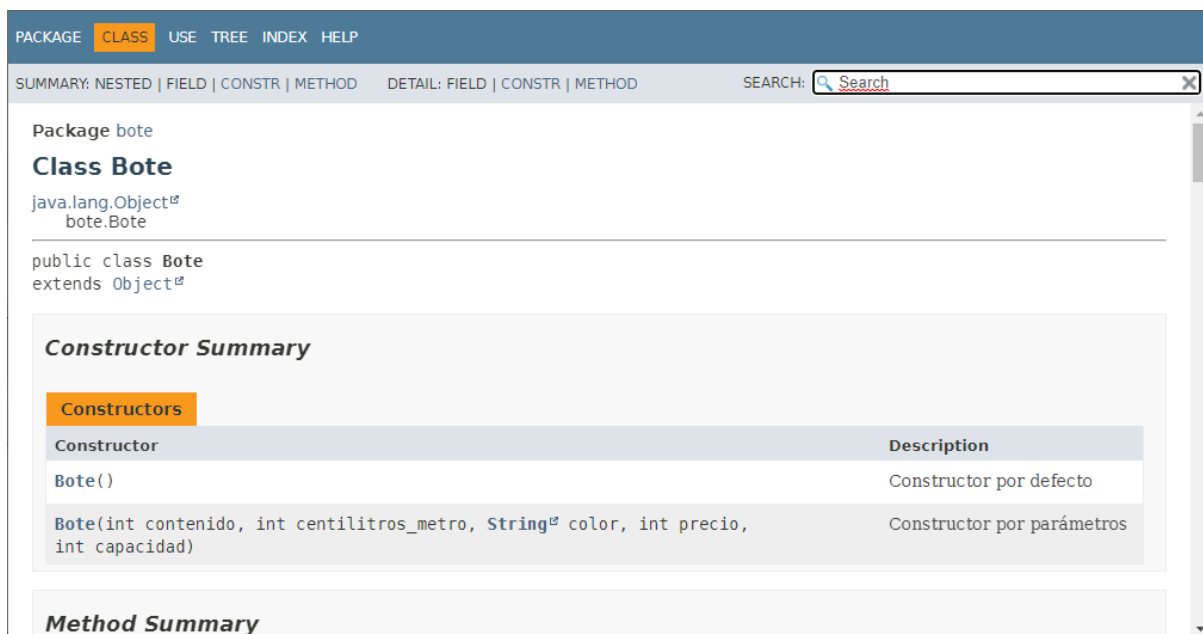 PACKAGE CLASS USE TREE INDEX HELP
SUMMARY: NESTED | FIELD | CONSTR | METHOD DETAIL: FIELD | CONSTR | METHOD SEARCH: Search
Package bote
Class Bote
java.lang.Object
bote.Bote
public class Bote
extends Object
Constructor Summary
Constructors
Constructor Description
Bote() Constructor por defecto
Bote(int contenido, int centilitros_metro, String color, int precio, Constructor por parámetros
int capacidad)
Method Summary